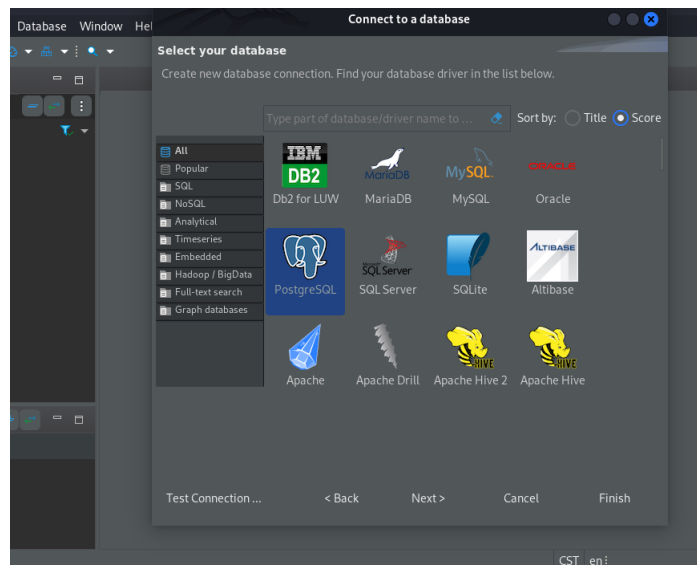 Connect to a database
Database Window Hel
Select your database
Create new database connection. Find your database driver in the list below.
Type part of database/driver name to ... Sort by: Title Score
All
Popular
SQL
NoSQL
Analytical
Timeseries
Embedded
Hadoop / BigData
Full-text search
Graph databases
IBM
DB2
MariaDB
MySQL
ORACLE
Db2 for LUW MariaDB MySQL Oracle
SQL Server
ALTIBASE
PostgreSQL SQL Server SQLite Altibase
HIVE
HIVE
Apache Apache Drill Apache Hive 2 Apache Hive
Test Connection ... < Back Next > Cancel Finish
CST en